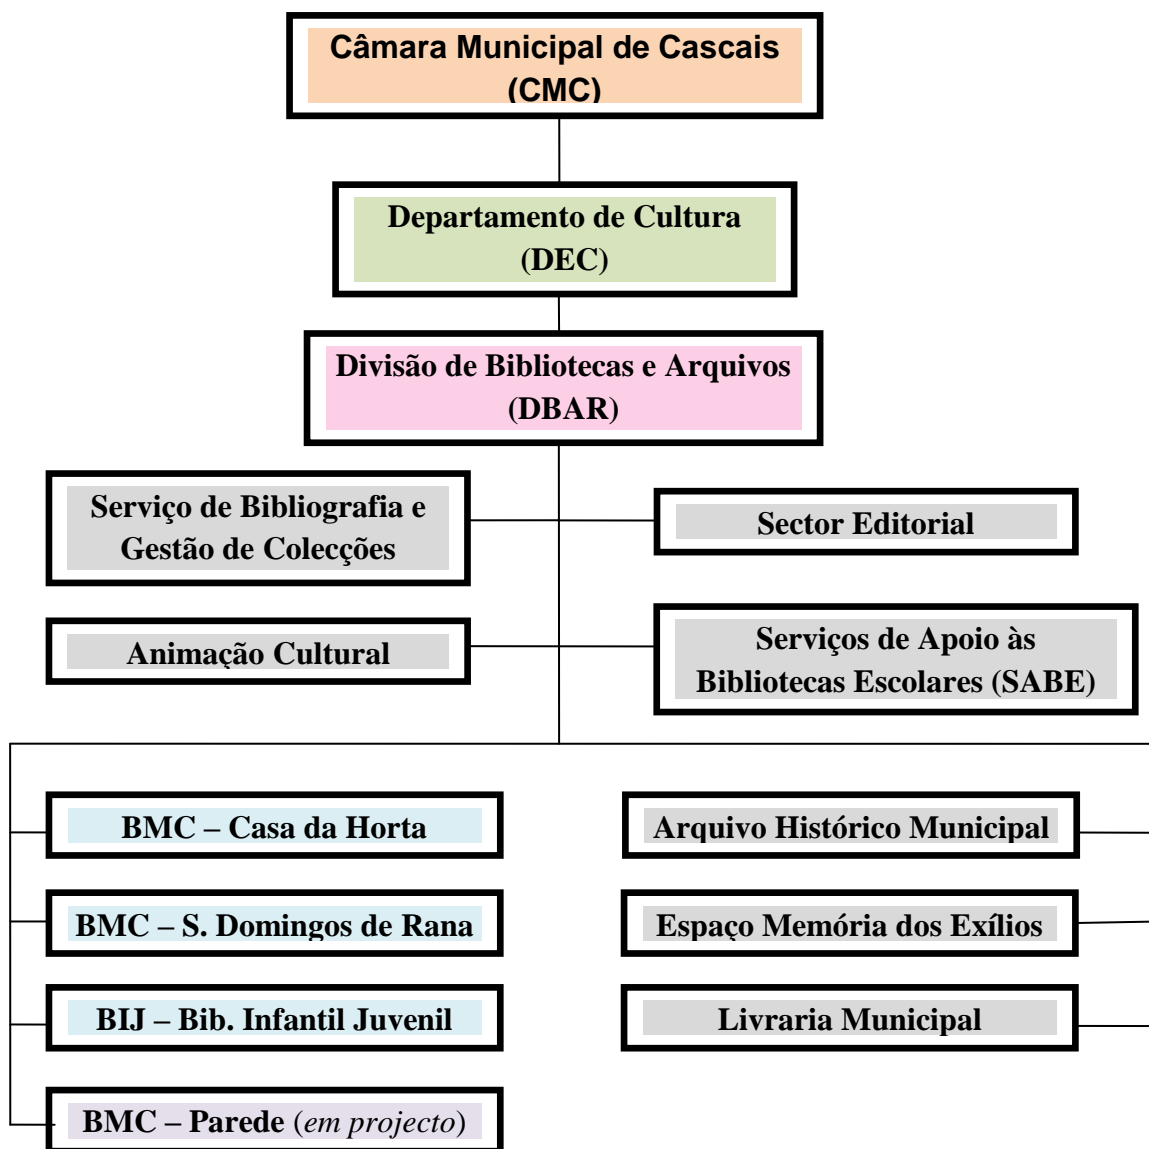 Câmara Municipal de Cascais
(CMC)
Departamento de Cultura
(DEC)
Divisão de Bibliotecas e Arquivos
(DBAR)
Serviço de Bibliografia e
Gestão de Colecções
Sector Editorial
Animação Cultural
Serviços de Apoio às
Bibliotecas Escolares (SABE)
BMC – Casa da Horta
BMC – S. Domingos de Rana
BIJ – Bib. Infantil Juvenil
BMC – Parede (em projecto)
Arquivo Histórico Municipal
Espaço Memória dos Exílios
Livraria Municipal